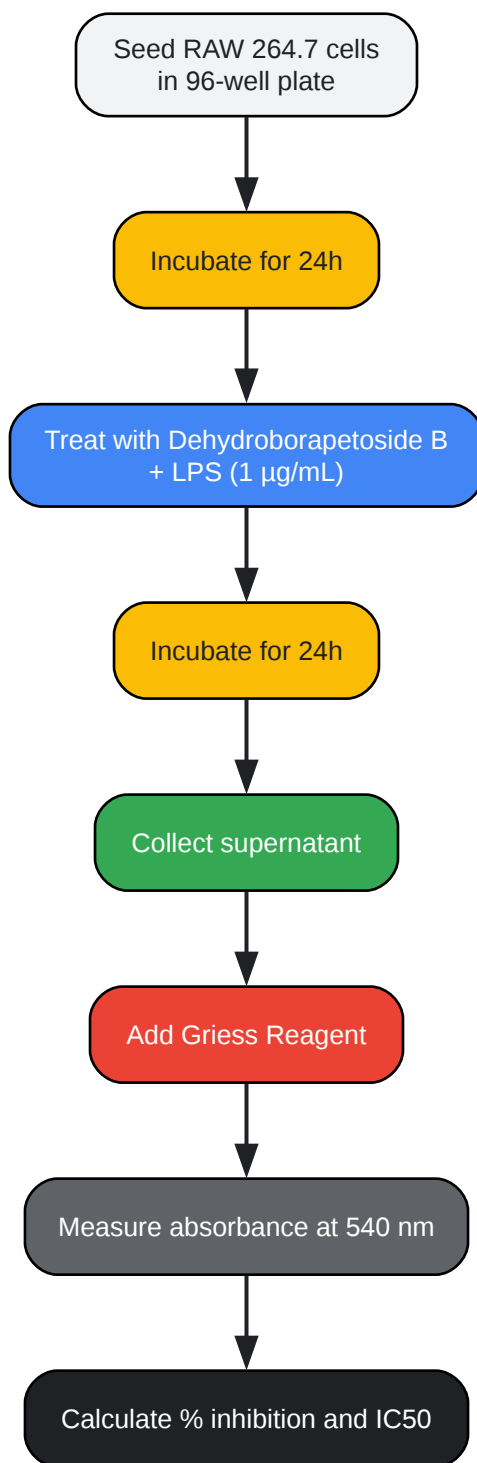 Seed RAW 264.7 cells
in 96-well plate
Incubate for 24h
Treat with Dehydroborapetoside B
+ LPS (1 µg/mL)
Incubate for 24h
Collect supernatant
Add Griess Reagent
Measure absorbance at 540 nm
Calculate % inhibition and IC50